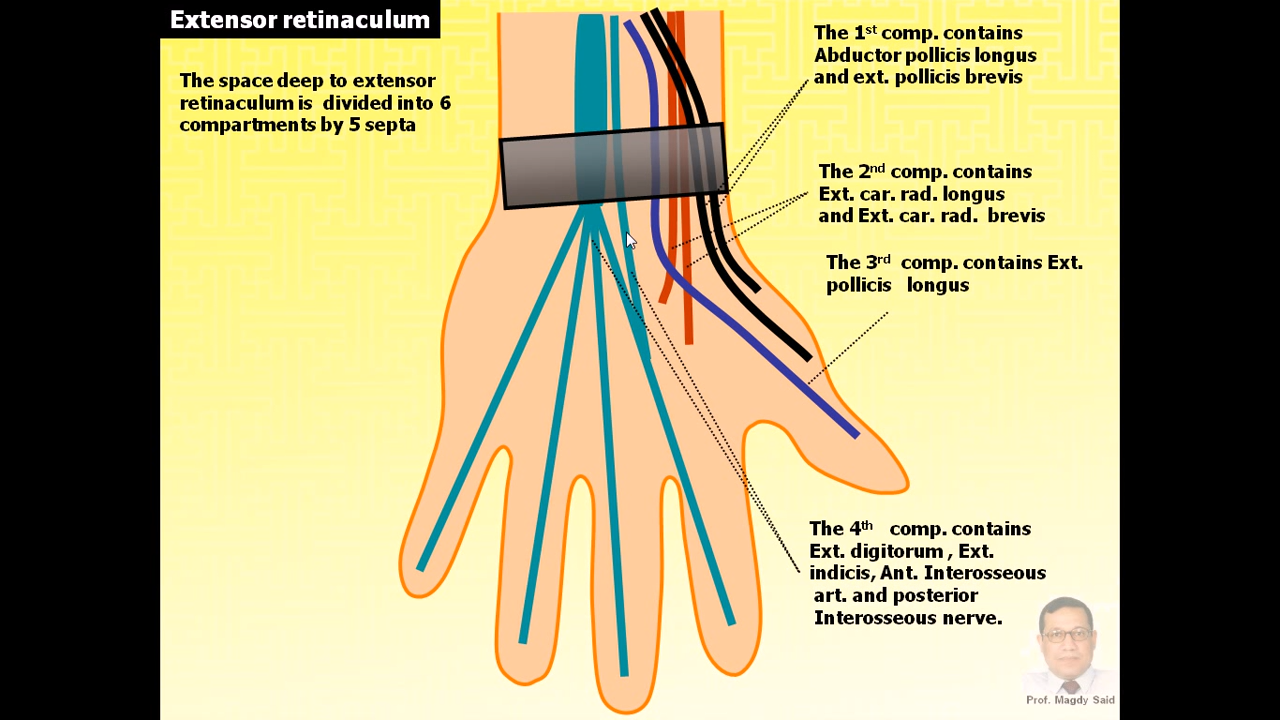 Extensor retinaculum
The space deep to extensor
retinaculum is divided into 6
compartments by 5 septa
The 1st comp. contains
Abductor pollicis longus
and ext. pollicis brevis
The 2nd comp. contains
Ext. car. rad. longus
and Ext. car. rad. brevis
The 3rd comp. contains Ext.
pollicis longus
The 4th comp. contains
Ext. digitorum , Ext.
indicis, Ant. Interosseous
art. and posterior
Interosseous nerve.
Prof. Magdy Said